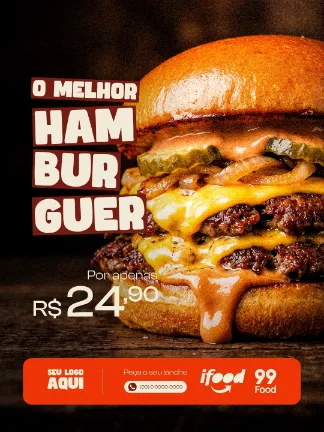 O MELHOR
HAM
BUR
GUER
Por apenas
R$ 24,90
SEU LOGO
AQUI
Peça o seu lanche
(00) 0 0000-0000
ifood
99
Food